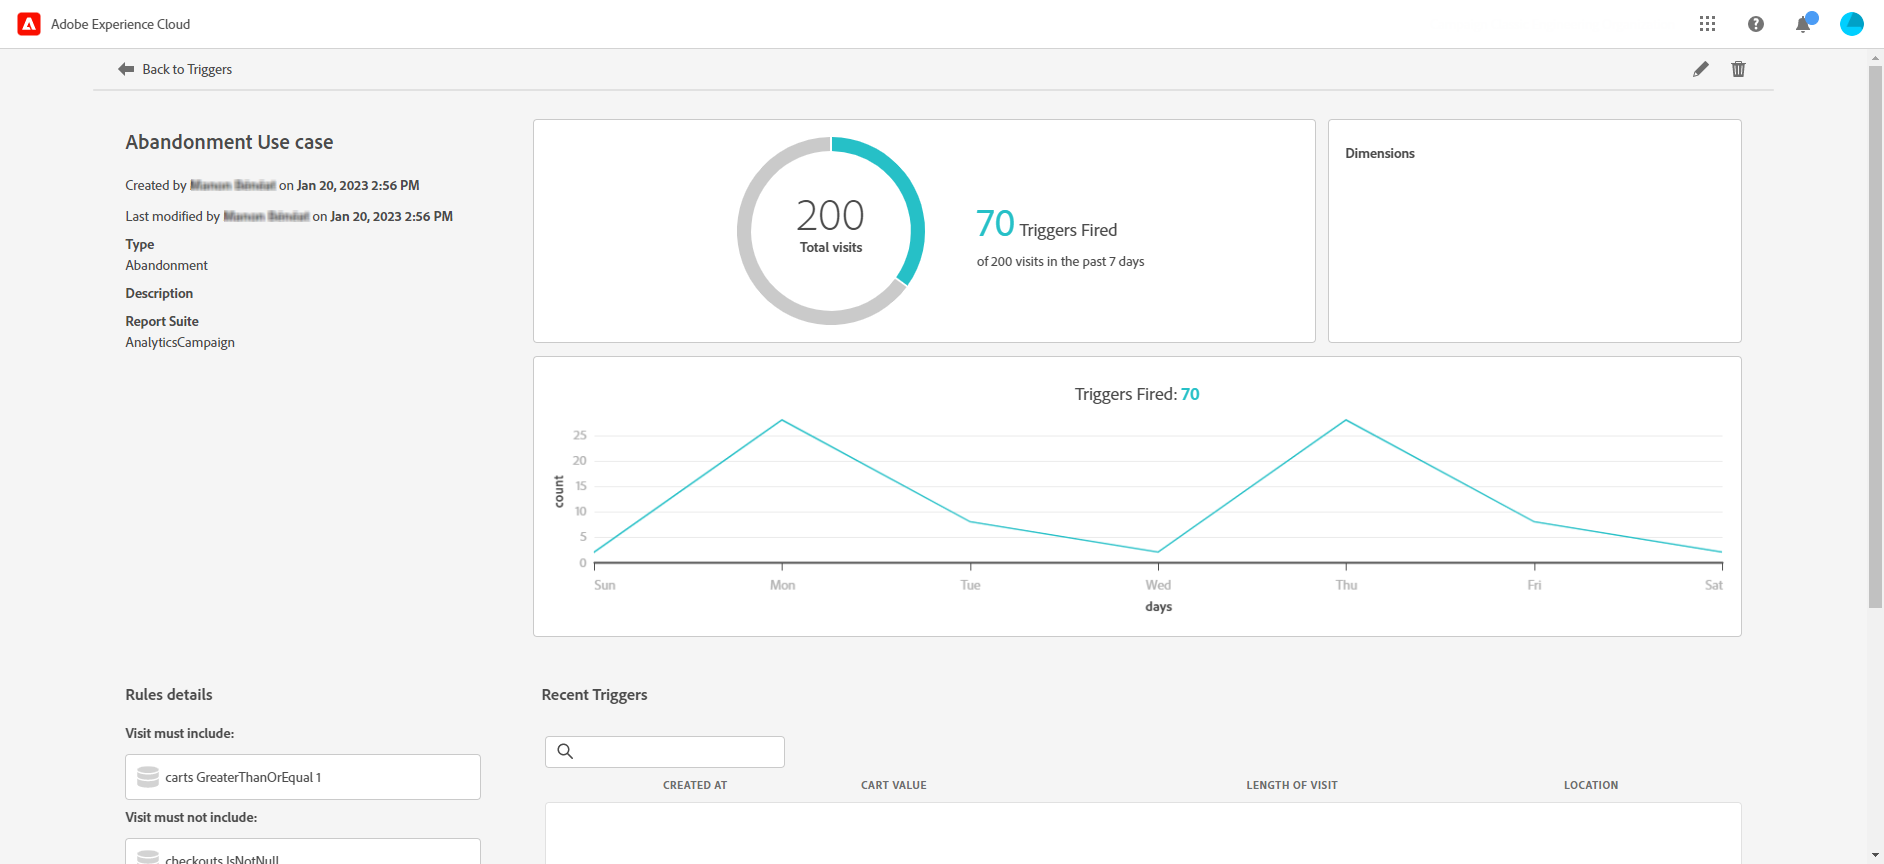 Adobe Experience Cloud
Back to Triggers
Abandonment Use case
Created by on Jan 20, 2023 2:56 PM
Last modified by on Jan 20, 2023 2:56 PM
Type
Abandonment
Description
Report Suite
AnalyticsCampaign
200
Total visits
70 Triggers Fired
of 200 visits in the past 7 days
Dimensions
Triggers Fired: 70
25
20
15
10
5
0
count
Sun Mon Tue Wed Thu Fri Sat
days
Rules details
Visit must include:
carts GreaterThanOrEqual 1
Visit must not include:
checkouts IsNotNull
Recent Triggers
CREATED AT CART VALUE LENGTH OF VISIT LOCATION